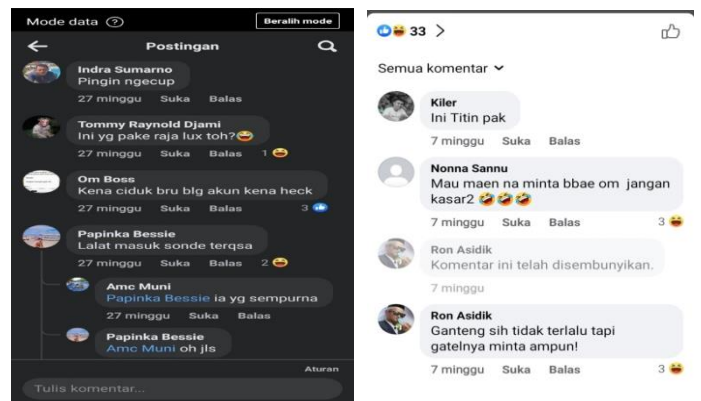 Mode data ?
Beralih mode
Postingan
Indra Sumarno
Pingin ngecup
27 minggu Suka Balas
Tommy Raynold Djami
Ini yg pake raja lux toh?😄
27 minggu Suka Balas 1
Om Boss
Kena ciduk bru blg akun kena heck
27 minggu Suka Balas 3
Papinka Bessie
Lalat masuk sonde terqsa
27 minggu Suka Balas 2
Amc Muni
Papinka Bessie ia yg sempurna
27 minggu Suka Balas
Papinka Bessie
Amc Muni oh jls
Aturan
Tulis komentar...
33 >
Semua komentar
Kiler
Ini Titin pak
7 minggu Suka Balas
Nonna Sannu
Mau maen na minta bbae om jangan
kasar2 🤣🤣🤣
7 minggu Suka Balas 3
Ron Asidik
Komentar ini telah disembunyikan.
7 minggu
Ron Asidik
Ganteng sih tidak terlalu tapi
gatelnya minta ampun!
7 minggu Suka Balas 3